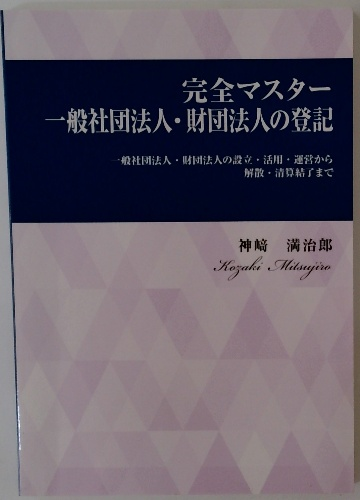 完全マスター
一般社団法人・財団法人の登記
一般社団法人・財団法人の設立・活用・運営から
解散・清算結了まで
神﨑 満治郎
Kozaki Mitsujiro